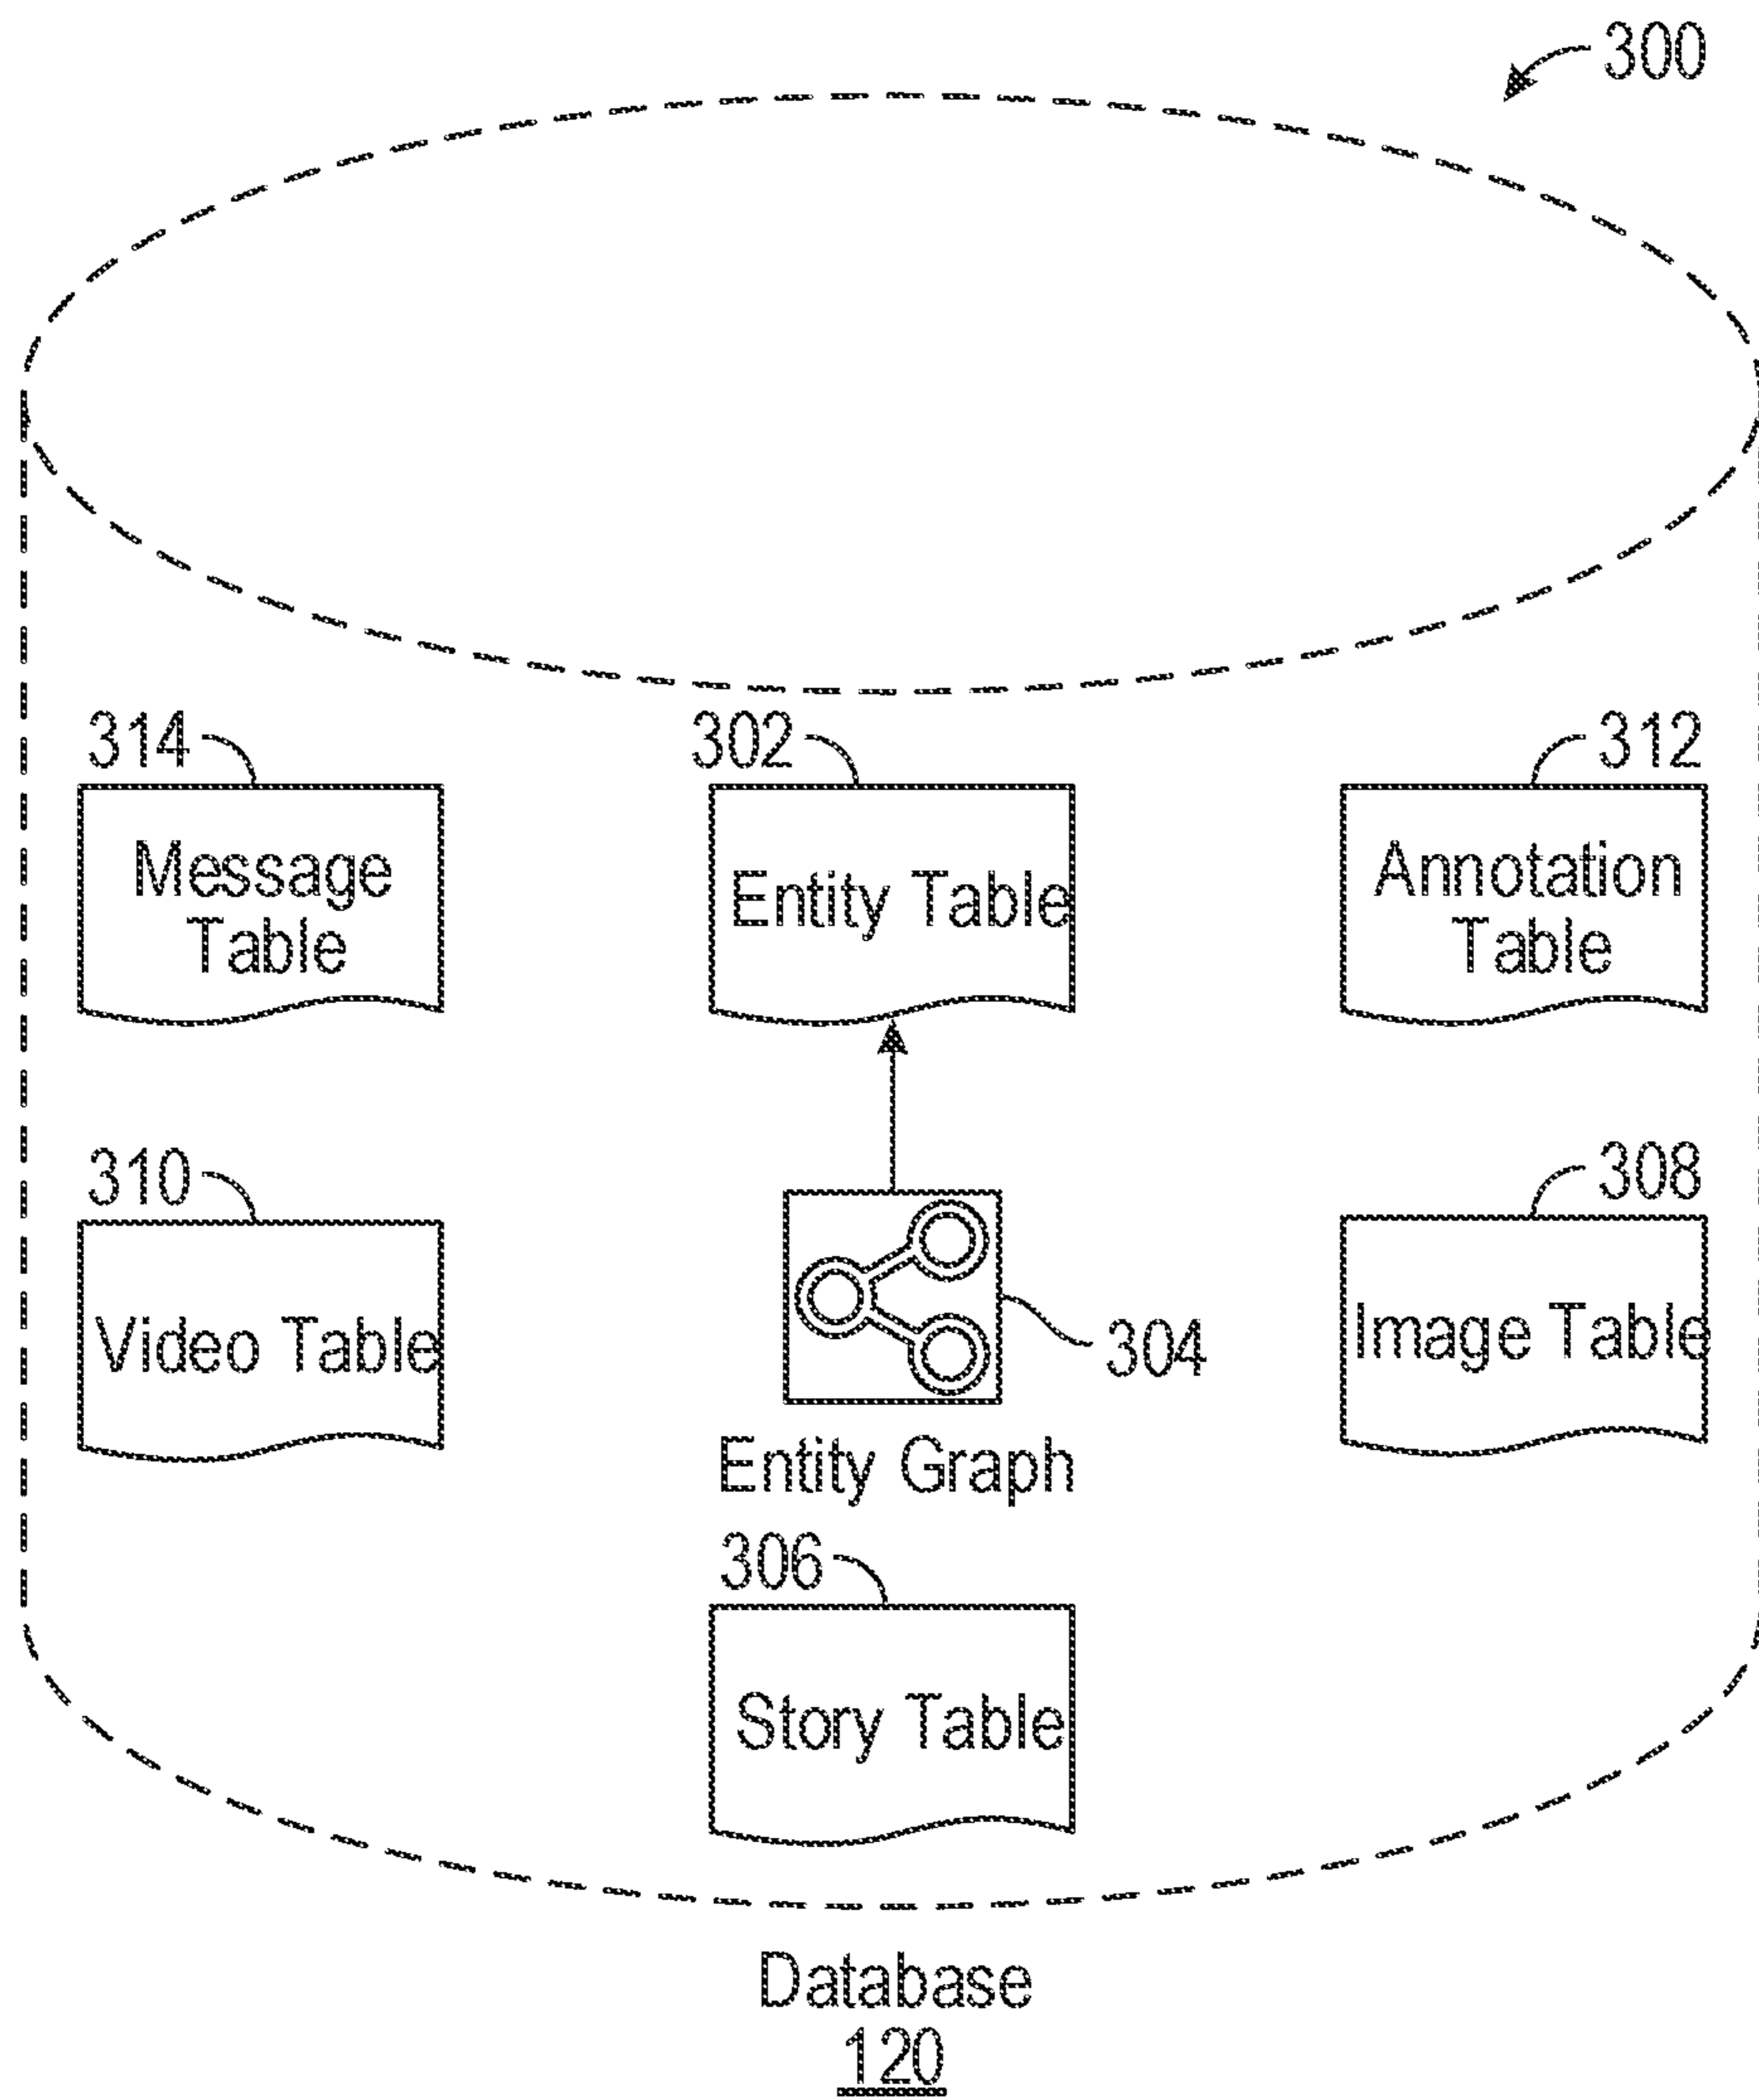 300
314
302
312
Message
Table
Entity Table
Annotation
Table
310
308
Video Table
304
Image Table
Entity Graph
306
Story Table
Database
120